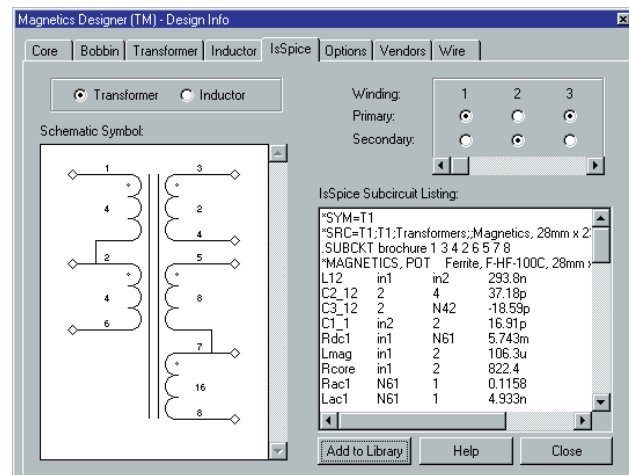 Magnetics Designer (TM) - Design Info
Core Bobbin Transformer Inductor IsSpice Options Vendors Wire
Transformer Inductor
Winding: 1 2 3
Primary:
Secondary:
Schematic Symbol:
1 3
4 2
4
2 5
4 8
6
7
16
8
IsSpice Subcircuit Listing:
*SYM=T1
*SRC=T1;T1;Transformers;;Magnetics, 28mm x
.SUBCKT brochure 1 3 4 2 6 5 7 8
*MAGNETICS, POT Ferrite, F-HF-100C, 28mm x
L12 in1 in2 293.8n
C2_12 2 4 37.18p
C3_12 2 N42 -18.59p
C1_1 in2 2 16.91p
Rdc1 in1 N61 5.743m
Lmag in1 2 106.3u
Rcore in1 2 822.4
Rac1 N61 1 0.1158
Lac1 N61 1 4.933n
Add to Library Help Close